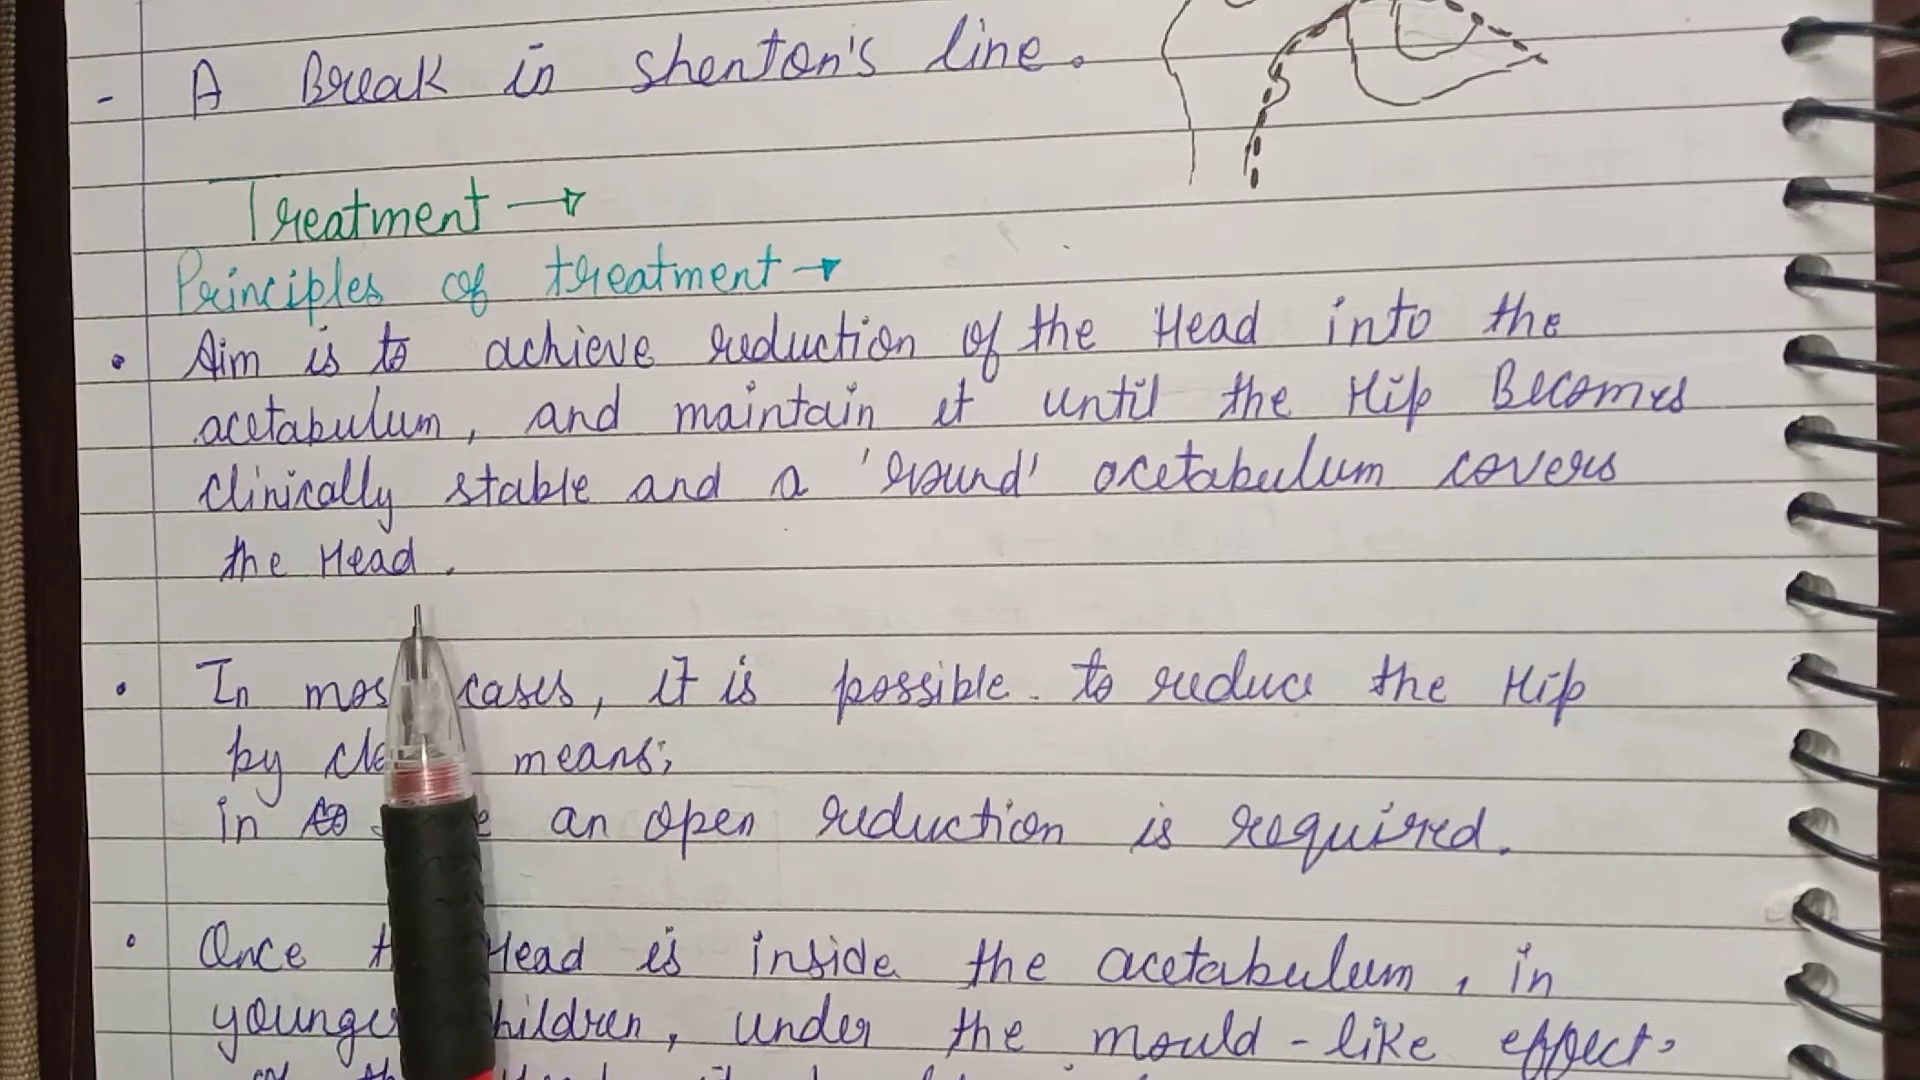 - A Break in shenton's line.
Treatment →
Principles of treatment →
• Aim is to achieve reduction of the Head into the
acetabulum, and maintain it until the Hip Becomes
clinically stable and a 'round' acetabulum covers
the Head.
• In cases, it is possible to reduce the Hip
by means;
in an open reduction is required.
• Once Head is inside the acetabulum, in
under the mould-like effect